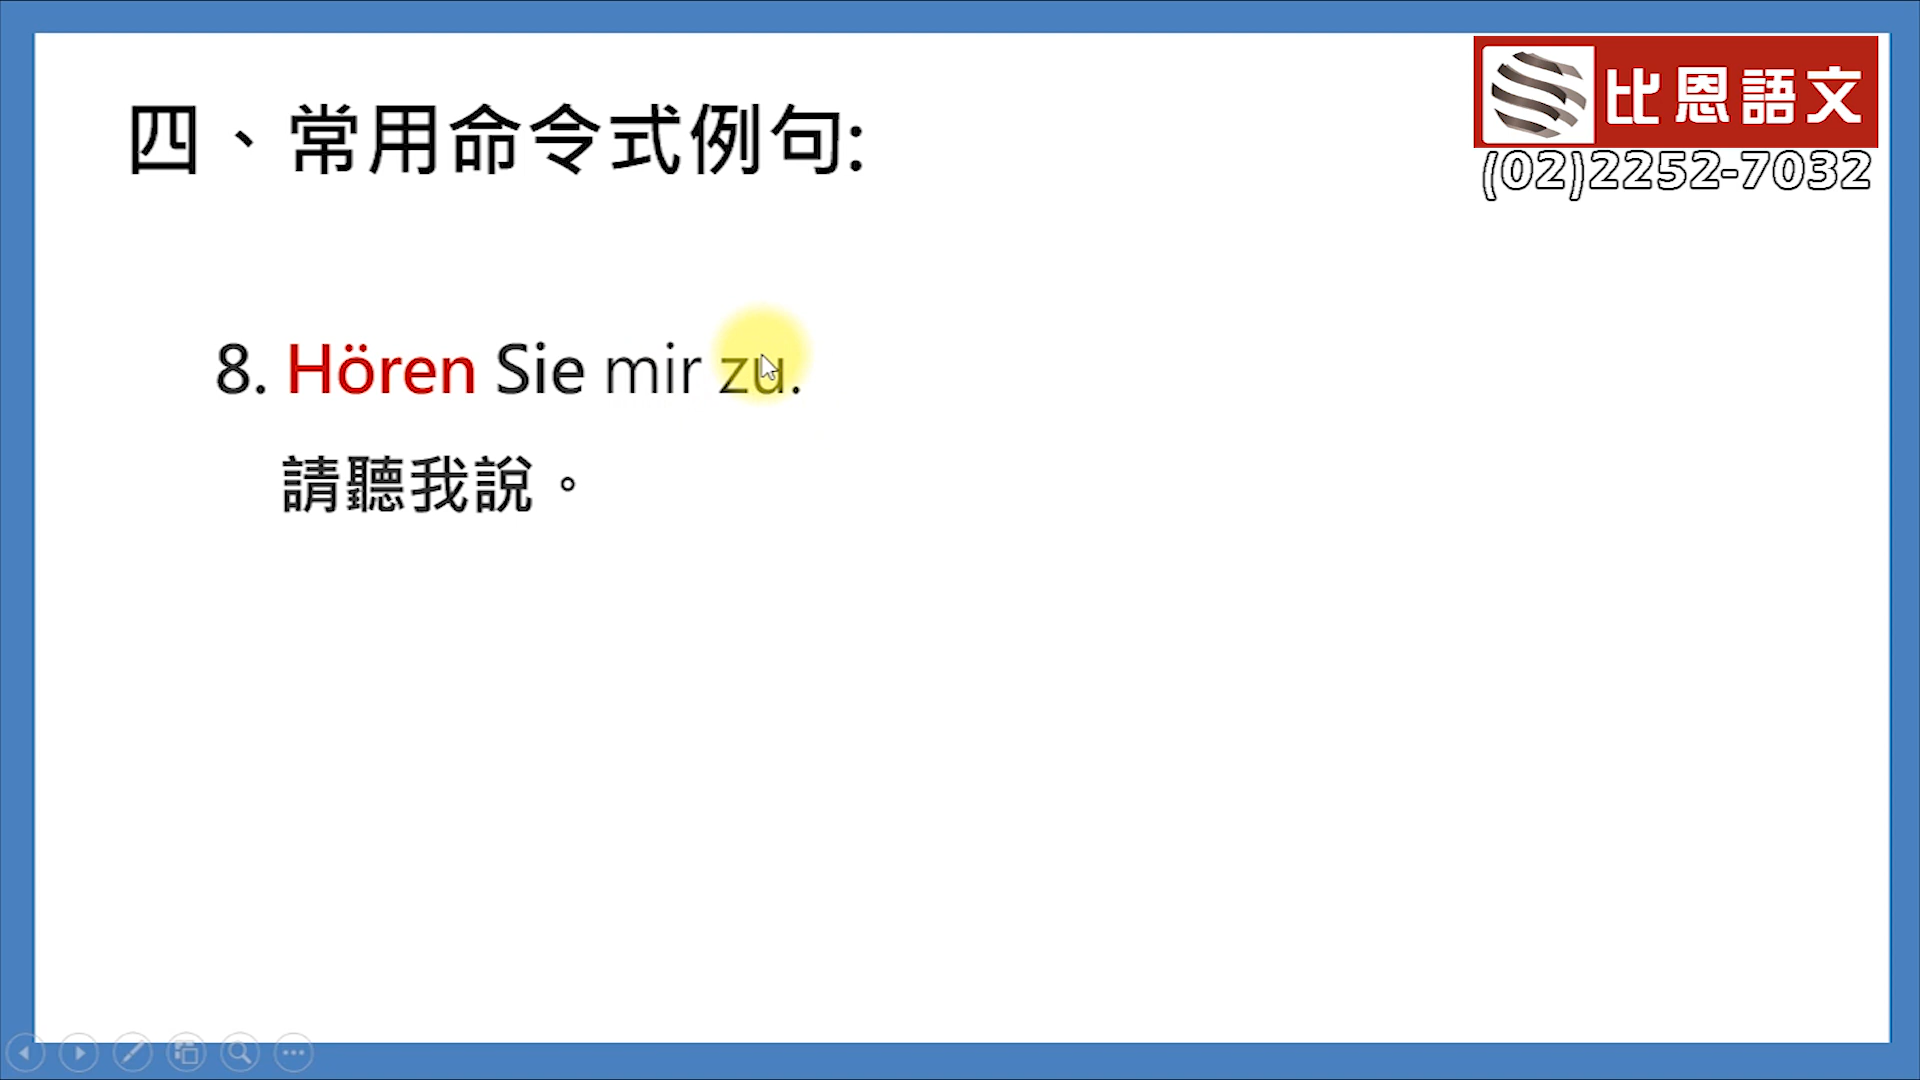 比恩語文
(02)2252-7032
四、常用命令式例句:
8. Hören Sie mir zu.
請聽我說。